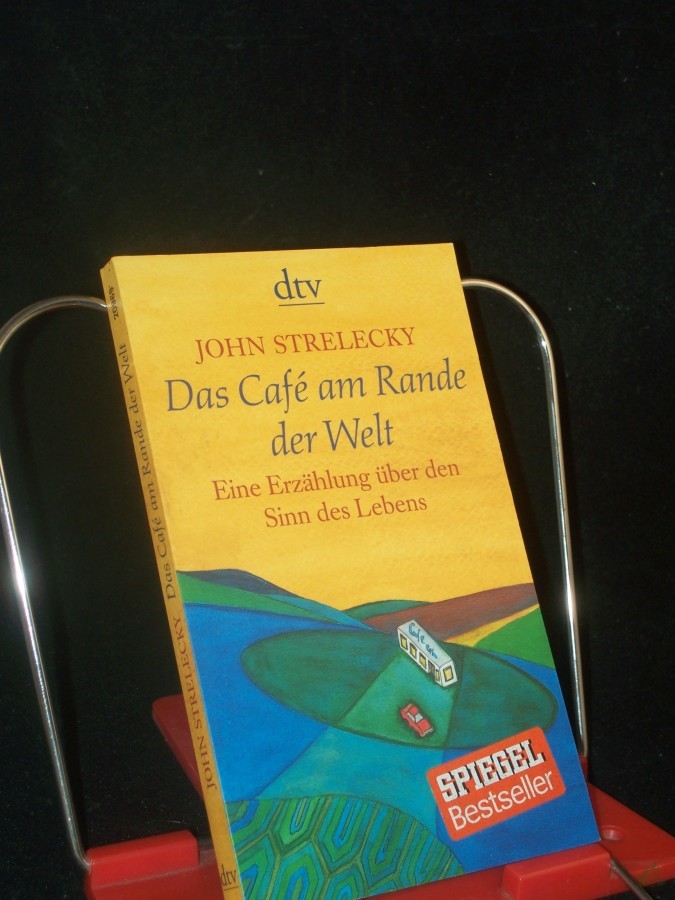 dtv
JOHN STRELECKY
Das Café am Rande
der Welt
Eine Erzählung über den
Sinn des Lebens
SPIEGEL
Bestseller
JOHN STRELECKY Das Café am Rande der Welt
dtv